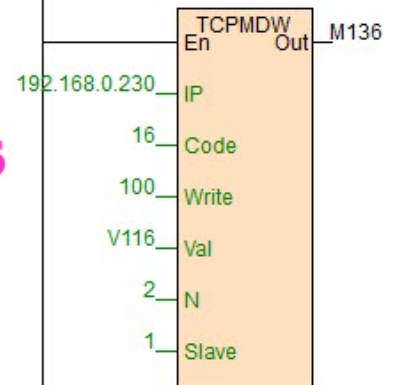 TCPMDW
En Out M136
192.168.0.230 IP
16 Code
100 Write
V116 Val
2 N
1 Slave